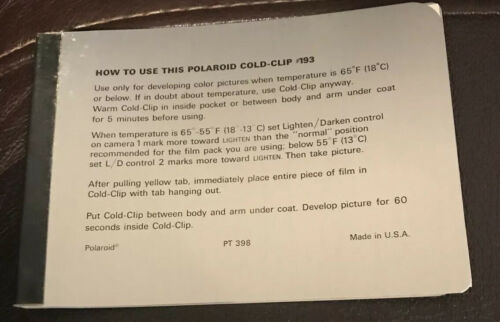 HOW TO USE THIS POLAROID COLD-CLIP #193
Use only for developing color pictures when temperature is 65°F (18°C)
or below. If in doubt about temperature, use Cold-Clip anyway.
Warm Cold-Clip in inside pocket or between body and arm under coat
for 5 minutes before using.
When temperature is 65°-55°F (18°-13°C) set Lighten/Darken control
on camera 1 mark more toward LIGHTEN than the "normal" position
recommended for the film pack you are using; below 55°F (13°C)
set L/D control 2 marks more toward LIGHTEN. Then take picture.
After pulling yellow tab, immediately place entire piece of film in
Cold-Clip with tab hanging out.
Put Cold-Clip between body and arm under coat. Develop picture for 60
seconds inside Cold-Clip.
Polaroid® PT 398 Made in U.S.A.